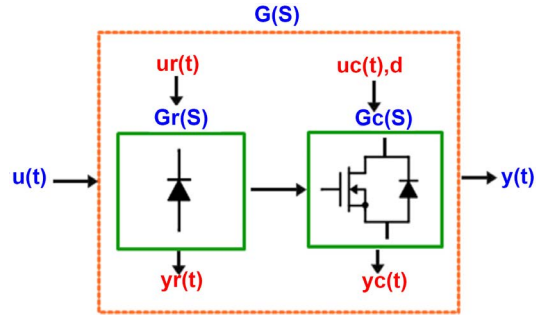 G(S)
ur(t)
uc(t),d
Gr(S)
Gc(S)
u(t)
y(t)
yr(t)
yc(t)